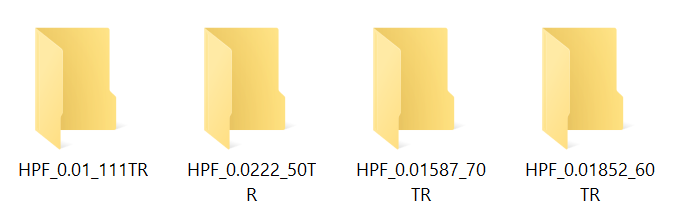 HPF_0.01_111TR
HPF_0.0222_50T
R
HPF_0.01587_70
TR
HPF_0.01852_60
TR